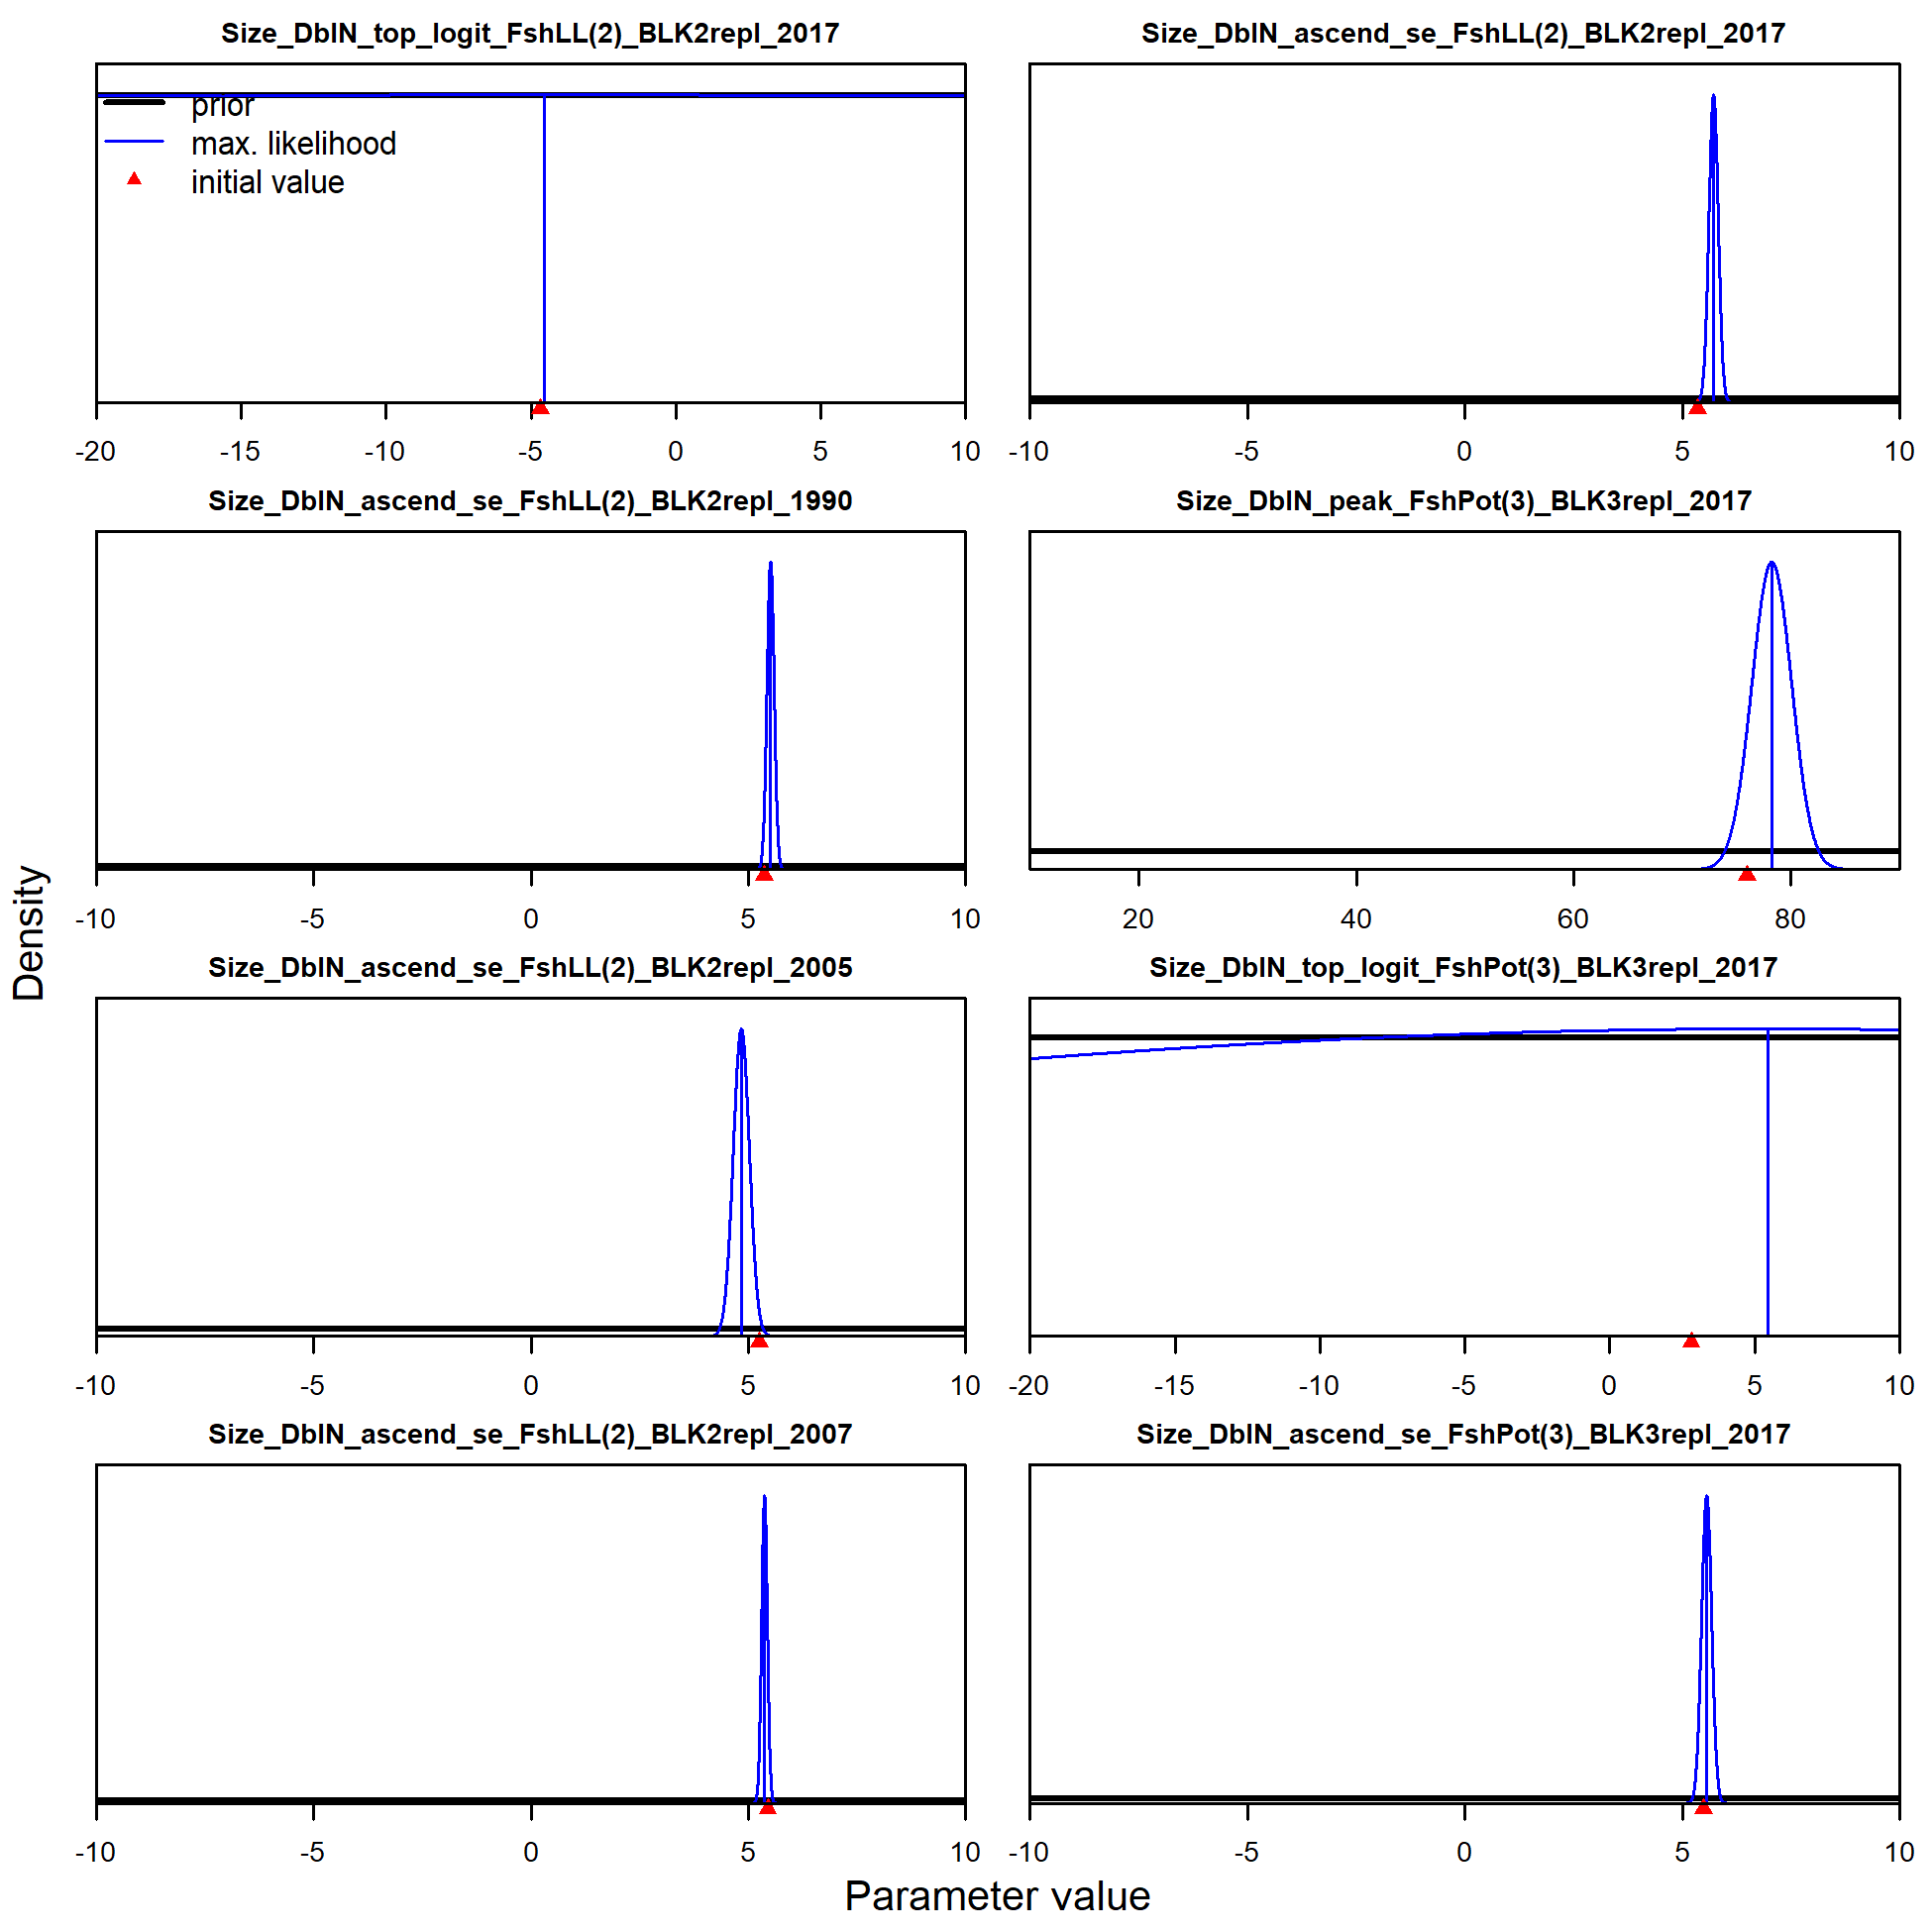 Size_DblN_top_logit_FshLL(2)_BLK2repl_2017
prior
max. likelihood
initial value
-20 -15 -10 -5 0 5 10
Size_DblN_ascend_se_FshLL(2)_BLK2repl_2017
-10 -5 0 5 10
Size_DblN_ascend_se_FshLL(2)_BLK2repl_1990
-10 -5 0 5 10
Size_DblN_peak_FshPot(3)_BLK3repl_2017
20 40 60 80
Size_DblN_ascend_se_FshLL(2)_BLK2repl_2005
-10 -5 0 5 10
Size_DblN_top_logit_FshPot(3)_BLK3repl_2017
-20 -15 -10 -5 0 5 10
Size_DblN_ascend_se_FshLL(2)_BLK2repl_2007
-10 -5 0 5 10
Size_DblN_ascend_se_FshPot(3)_BLK3repl_2017
-10 -5 0 5 10
Density
Parameter value